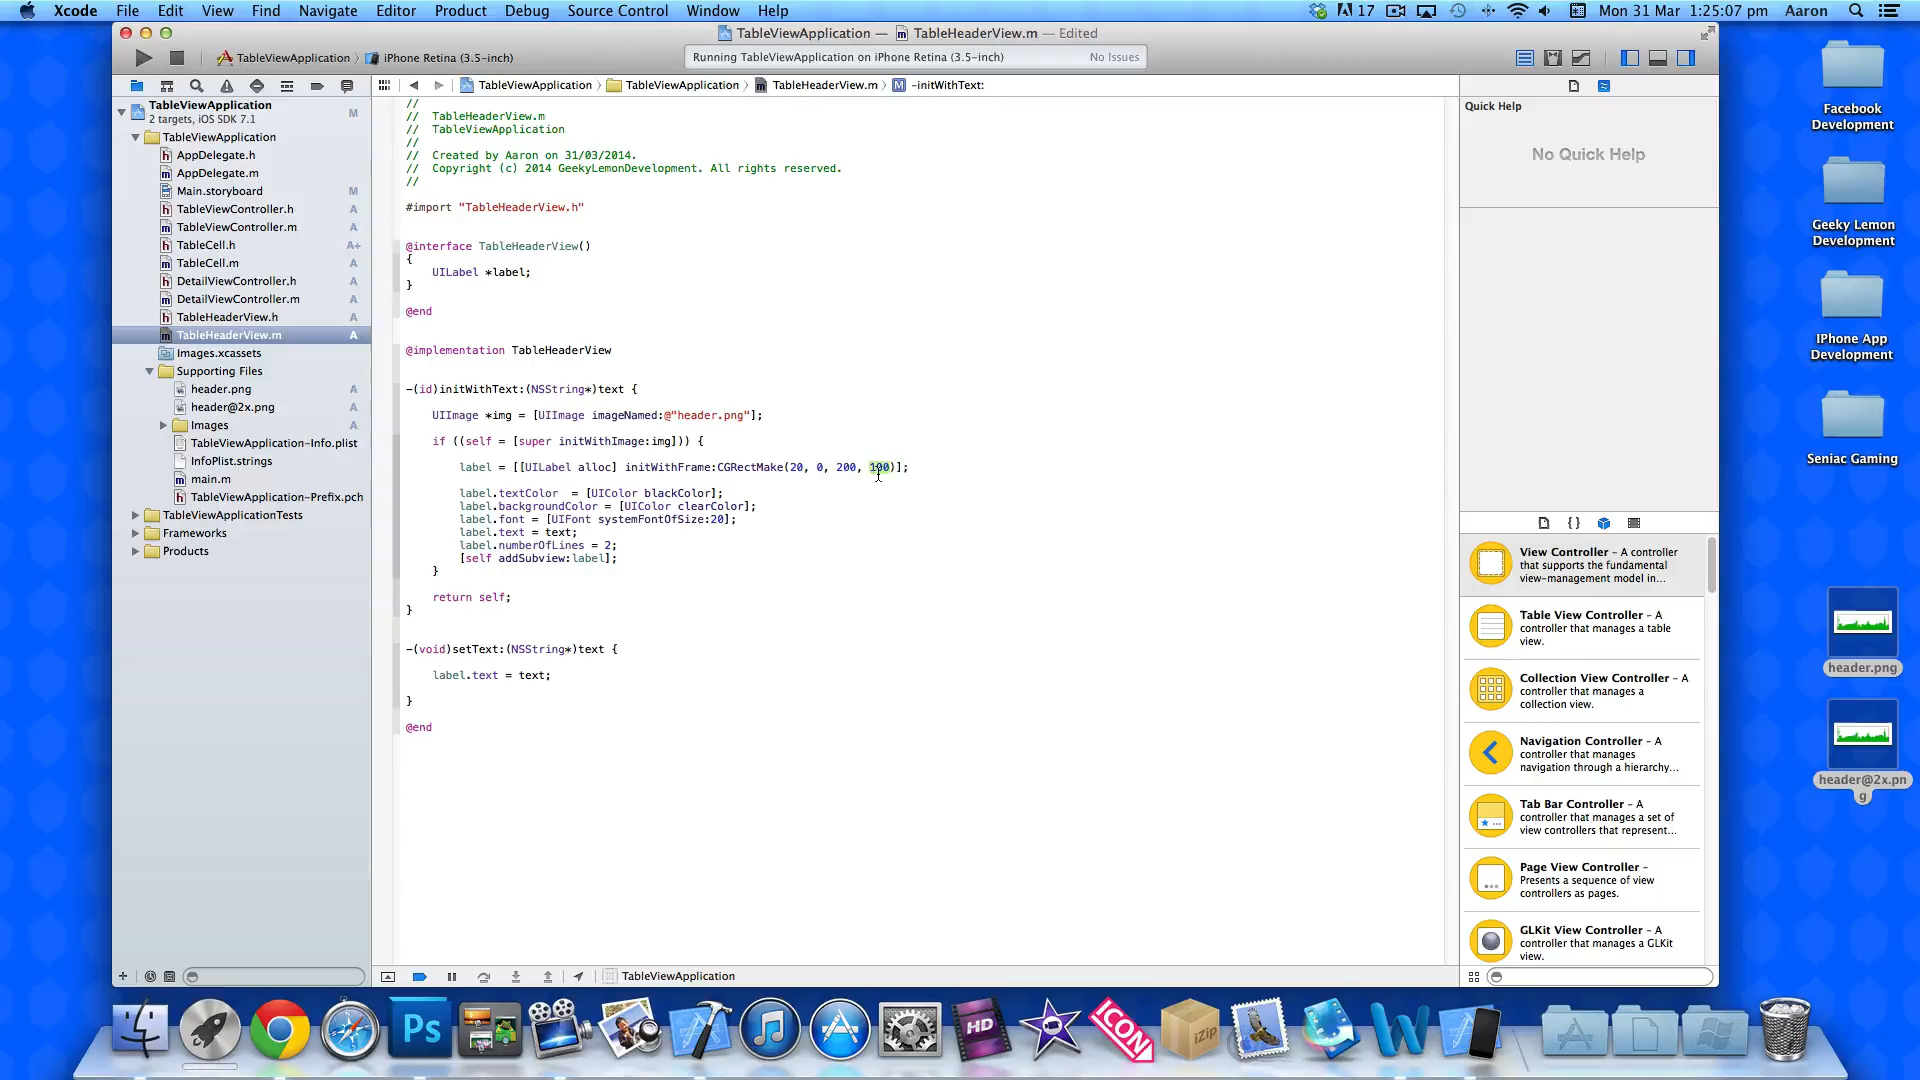 Xcode File Edit View Find Navigate Editor Product Debug Source Control Window Help
17 Mon 31 Mar 1:25:07 pm Aaron
TableViewApplication — TableHeaderView.m — Edited
TableViewApplication iPhone Retina (3.5-inch)
Running TableViewApplication on iPhone Retina (3.5-inch) No Issues
TableViewApplication TableViewApplication TableHeaderView.m -initWithText:
TableViewApplication M
2 targets, iOS SDK 7.1
TableViewApplication
AppDelegate.h
AppDelegate.m
Main.storyboard M
TableViewController.h A
TableViewController.m A
TableCell.h A+
TableCell.m A
DetailViewController.h A
DetailViewController.m A
TableHeaderView.h A
TableHeaderView.m A
Images.xcassets
Supporting Files
header.png A
header@2x.png A
Images A
TableViewApplication-Info.plist
InfoPlist.strings
main.m
TableViewApplication-Prefix.pch
TableViewApplicationTests
Frameworks
Products
//
// TableHeaderView.m
// TableViewApplication
//
// Created by Aaron on 31/03/2014.
// Copyright (c) 2014 GeekyLemonDevelopment. All rights reserved.
//
#import "TableHeaderView.h"
@interface TableHeaderView()
{
UILabel *label;
}
@end
@implementation TableHeaderView
-(id)initWithText:(NSString*)text {
UIImage *img = [UIImage imageNamed:@"header.png"];
if ((self = [super initWithImage:img])) {
label = [[UILabel alloc] initWithFrame:CGRectMake(20, 0, 200, 100)];
label.textColor  = [UIColor blackColor];
label.backgroundColor = [UIColor clearColor];
label.font = [UIFont systemFontOfSize:20];
label.text = text;
label.numberOfLines = 2;
[self addSubview:label];
}
return self;
}
-(void)setText:(NSString*)text {
label.text = text;
}
@end
TableViewApplication
Quick Help
No Quick Help
View Controller - A controller
that supports the fundamental
view-management model in...
Table View Controller - A
controller that manages a table
view.
Collection View Controller - A
controller that manages a
collection view.
Navigation Controller - A
controller that manages
navigation through a hierarchy...
Tab Bar Controller - A
controller that manages a set of
view controllers that represent...
Page View Controller -
Presents a sequence of view
controllers as pages.
GLKit View Controller - A
controller that manages a GLKit
view.
Facebook
Development
Geeky Lemon
Development
IPhone App
Development
Seniac Gaming
header.png
header@2x.pn
g
Ps
HD
ICON
iZip
W